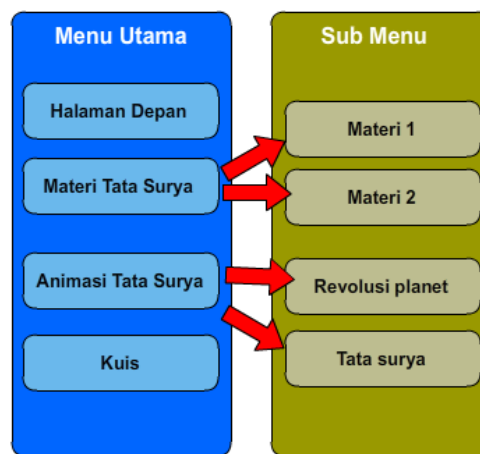 Menu Utama
Halaman Depan
Materi Tata Surya
Animasi Tata Surya
Kuis
Sub Menu
Materi 1
Materi 2
Revolusi planet
Tata surya